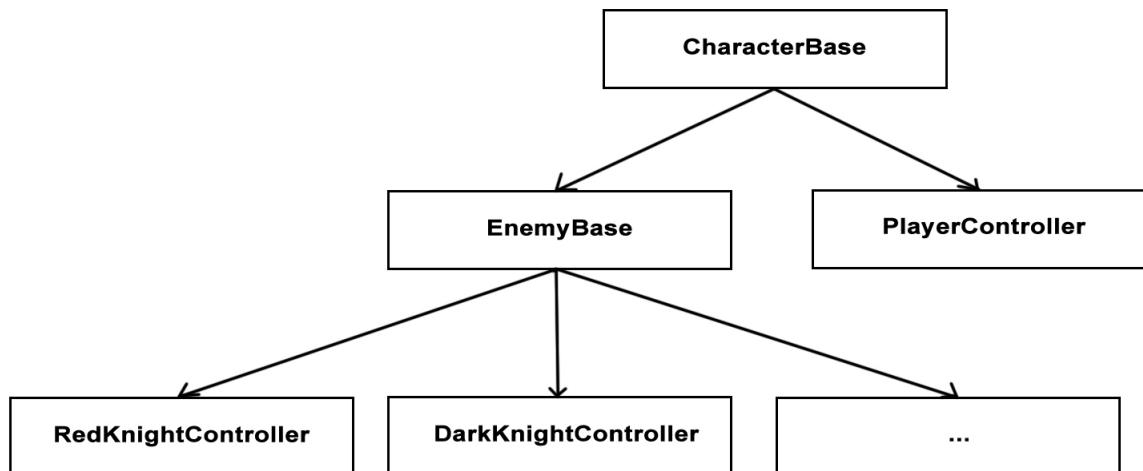 CharacterBase
EnemyBase
PlayerController
RedKnightController
DarkKnightController
...